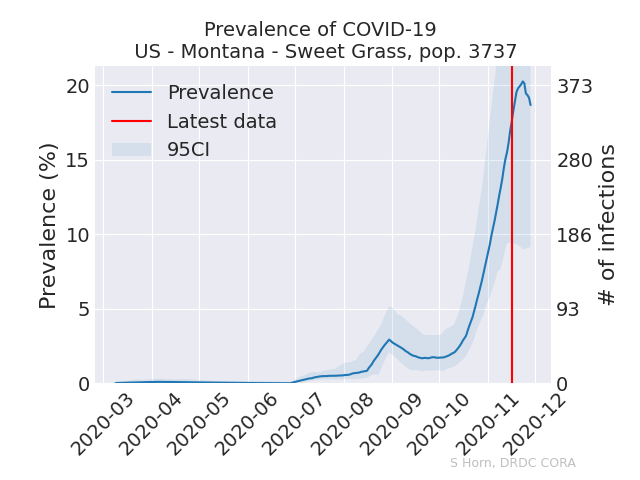 Prevalence of COVID-19
US - Montana - Sweet Grass, pop. 3737
Prevalence
Latest data
95CI
Prevalence (%)
20
15
10
5
0
373
280
186
93
0
# of infections
2020-03
2020-04
2020-05
2020-06
2020-07
2020-08
2020-09
2020-10
2020-11
2020-12
S Horn, DRDC CORA